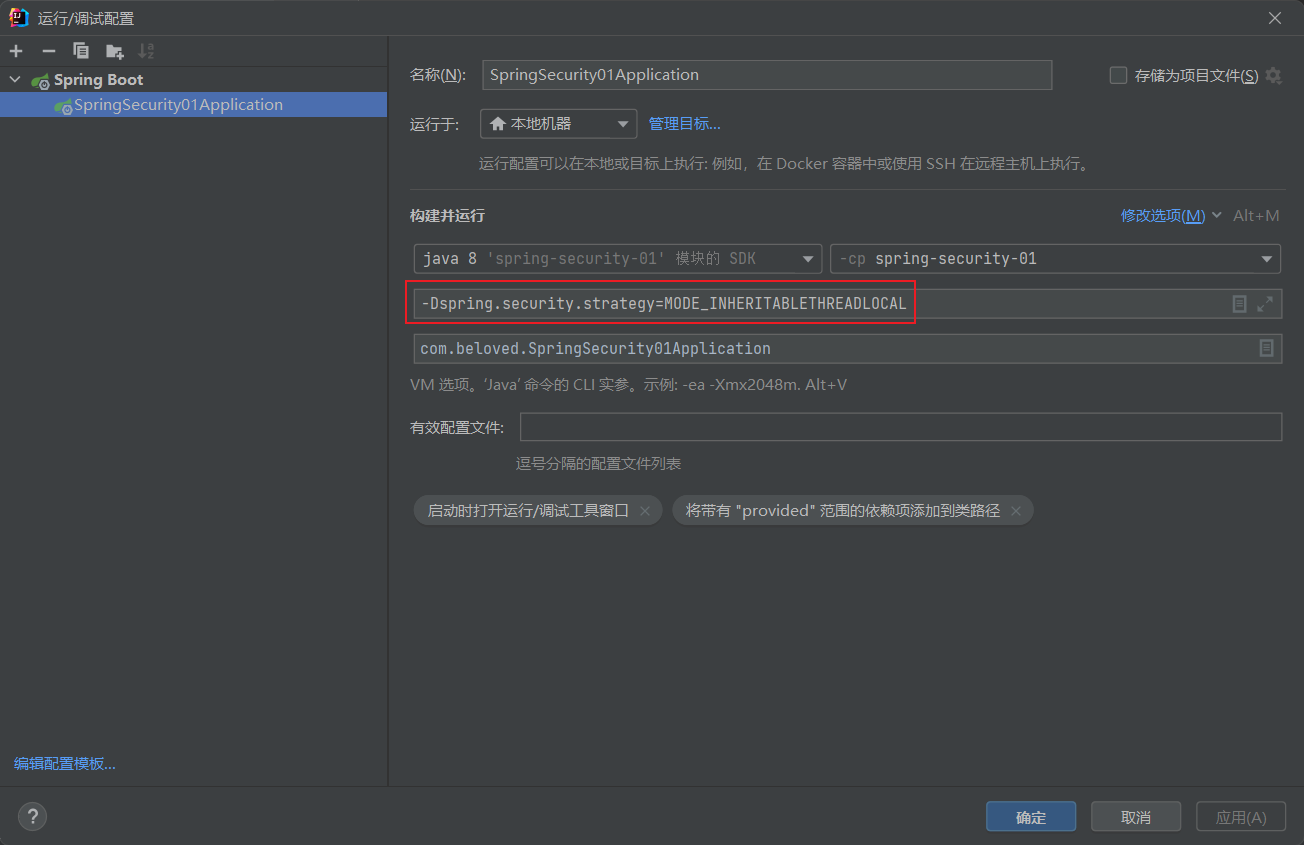 运行/调试配置
Spring Boot
SpringSecurity01Application
编辑配置模板...
名称(N): SpringSecurity01Application 存储为项目文件(S)
运行于: 本地机器 管理目标...
运行配置可以在本地或目标上执行: 例如，在 Docker 容器中或使用 SSH 在远程主机上执行。
构建并运行 修改选项(M) Alt+M
java 8 'spring-security-01' 模块的 SDK -cp spring-security-01
-Dspring.security.strategy=MODE_INHERITABLETHREADLOCAL
com.beloved.SpringSecurity01Application
VM 选项。‘Java’ 命令的 CLI 实参。示例: -ea -Xmx2048m. Alt+V
有效配置文件:
逗号分隔的配置文件列表
启动时打开运行/调试工具窗口 将带有 "provided" 范围的依赖项添加到类路径
? 确定 取消 应用(A)